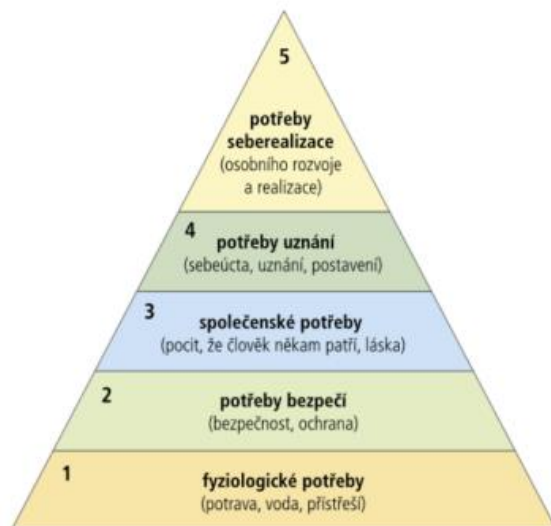 5
potřeby
seberealizace
(osobního rozvoje
a realizace)
4
potřeby uznání
(sebeúcta, uznání, postavení)
3
společenské potřeby
(pocit, že člověk někam patří, láska)
2
potřeby bezpečí
(bezpečnost, ochrana)
1
fyziologické potřeby
(potrava, voda, přístřeší)